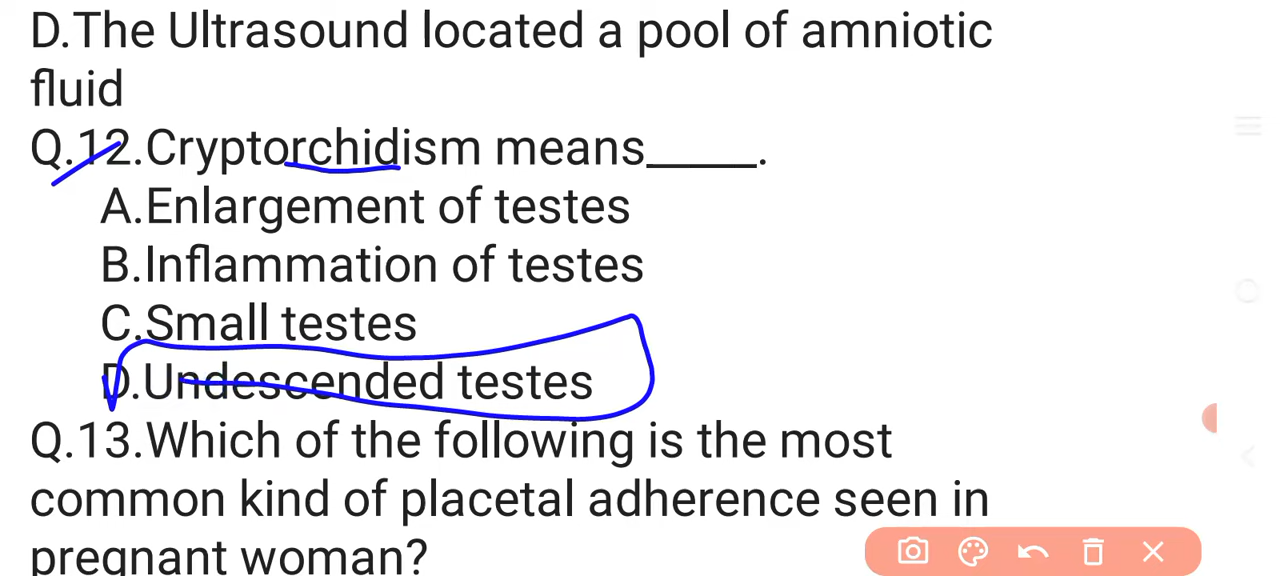 D.The Ultrasound located a pool of amniotic
fluid
Q.12.Cryptorchidism means_____.
A.Enlargement of testes
B.Inflammation of testes
C.Small testes
D.Undescended testes
Q.13.Which of the following is the most
common kind of placetal adherence seen in
pregnant woman?